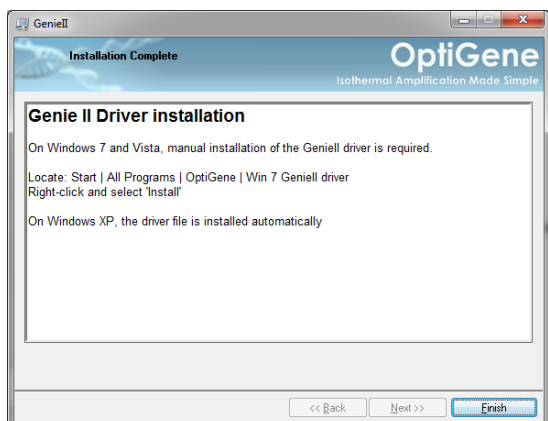 GenieII
Installation Complete
OptiGene
Isothermal Amplification Made Simple
Genie II Driver installation
On Windows 7 and Vista, manual installation of the GenieII driver is required.
Locate: Start | All Programs | OptiGene | Win 7 GenieII driver
Right-click and select 'Install'
On Windows XP, the driver file is installed automatically
<< Back
Next >>
Finish